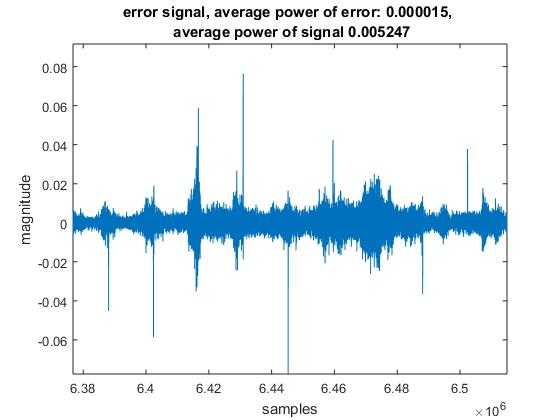 error signal, average power of error: 0.000015,
average power of signal 0.005247
0.08
0.06
0.04
0.02
0
-0.02
-0.04
-0.06
magnitude
6.38 6.4 6.42 6.44 6.46 6.48 6.5
×10⁶
samples